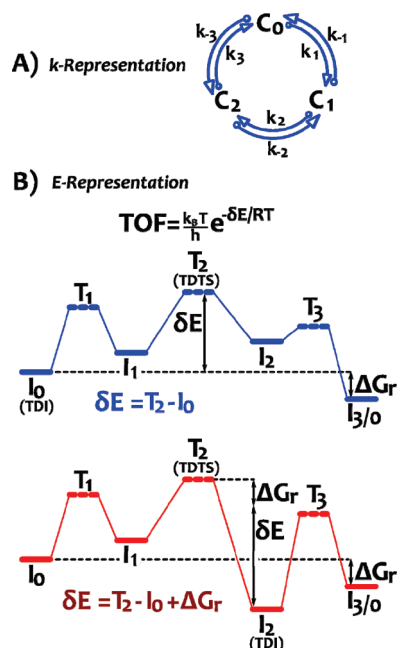 C₀
k₋₃ k₋₁
k₃ k₁
A) k-Representation
C₂ C₁
k₂
k₋₂
B) E-Representation
TOF=k_BT/h e^-δE/RT
T₂
(TDTS)
T₁ T₃
δE
I₁ I₂
I₀ ΔGᵣ
(TDI) I₃/₀
δE = T₂ - I₀
T₂
(TDTS)
T₁ ΔGᵣ T₃
δE
I₁
I₀ ΔGᵣ
I₃/₀
δE = T₂ - I₀ + ΔGᵣ
I₂
(TDI)